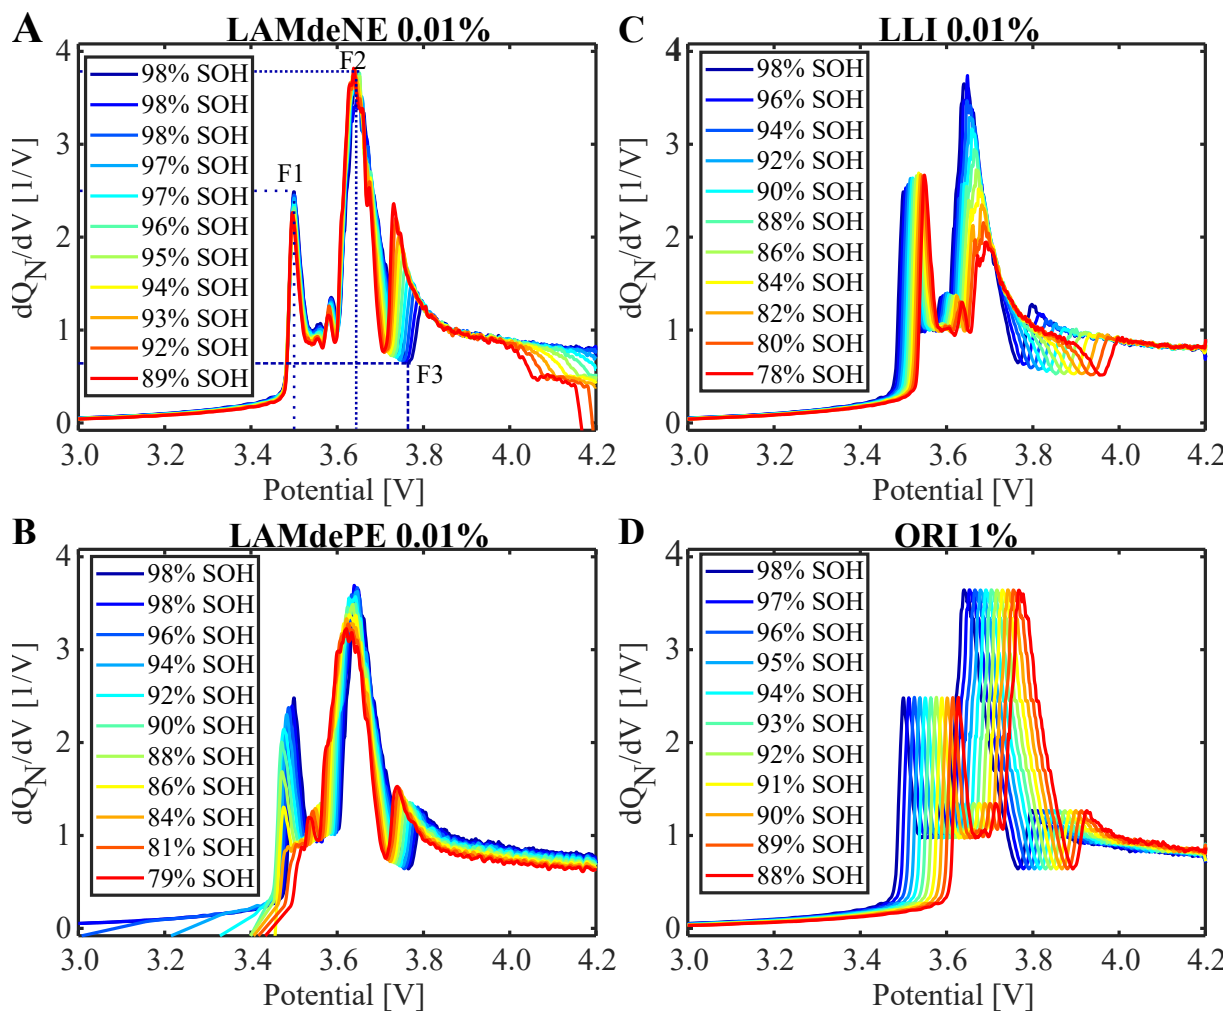 A
LAMdeNE 0.01%
98% SOH
98% SOH
98% SOH
97% SOH
97% SOH
96% SOH
95% SOH
94% SOH
93% SOH
92% SOH
89% SOH
F1
F2
F3
4
3
2
1
0
dQN/dV [1/V]
3.0 3.2 3.4 3.6 3.8 4.0 4.2
Potential [V]
C
LLI 0.01%
98% SOH
96% SOH
94% SOH
92% SOH
90% SOH
88% SOH
86% SOH
84% SOH
82% SOH
80% SOH
78% SOH
4
3
2
1
0
dQN/dV [1/V]
3.0 3.2 3.4 3.6 3.8 4.0 4.2
Potential [V]
B
LAMdePE 0.01%
98% SOH
98% SOH
96% SOH
94% SOH
92% SOH
90% SOH
88% SOH
86% SOH
84% SOH
81% SOH
79% SOH
4
3
2
1
0
dQN/dV [1/V]
3.0 3.2 3.4 3.6 3.8 4.0 4.2
Potential [V]
D
ORI 1%
98% SOH
97% SOH
96% SOH
95% SOH
94% SOH
93% SOH
92% SOH
91% SOH
90% SOH
89% SOH
88% SOH
4
3
2
1
0
dQN/dV [1/V]
3.0 3.2 3.4 3.6 3.8 4.0 4.2
Potential [V]